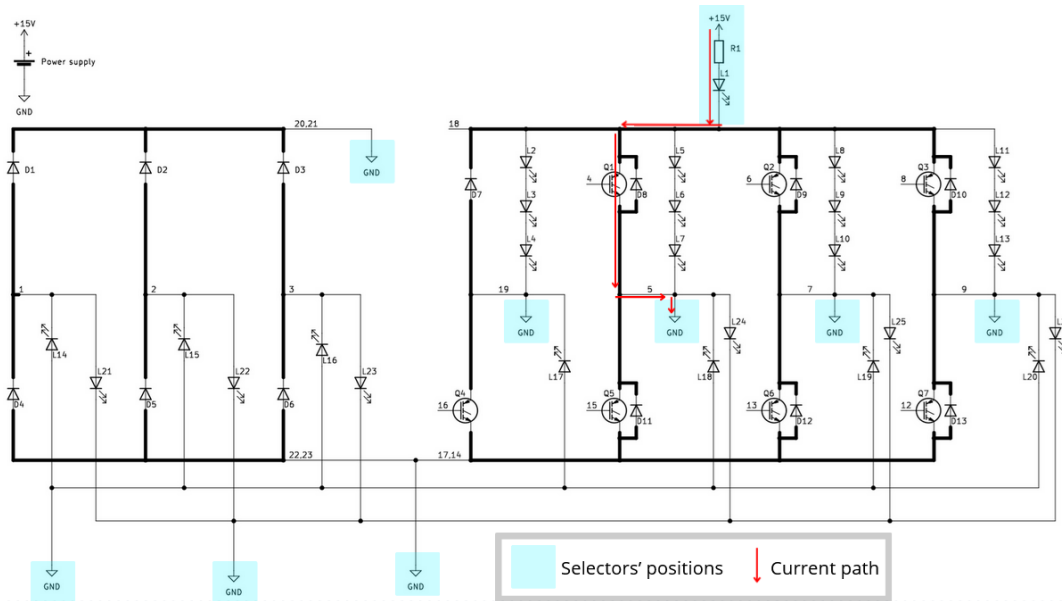 +15V
+
Power supply
GND
+15V
R1
L1
20,21
GND
18
D1
D2
D3
D7
L2
L3
L4
4
Q1
D8
L5
L6
L7
6
Q2
D9
L8
L9
L10
8
Q3
D10
L11
L12
L13
1
2
3
19
5
7
9
GND
GND
GND
GND
L14
L21
L15
L22
L16
L23
L17
L18
L24
L19
L25
L20
D4
D5
D6
16
Q4
15
Q5
D11
13
Q6
D12
12
Q7
D13
22,23
17,14
GND
GND
GND
Selectors' positions
Current path